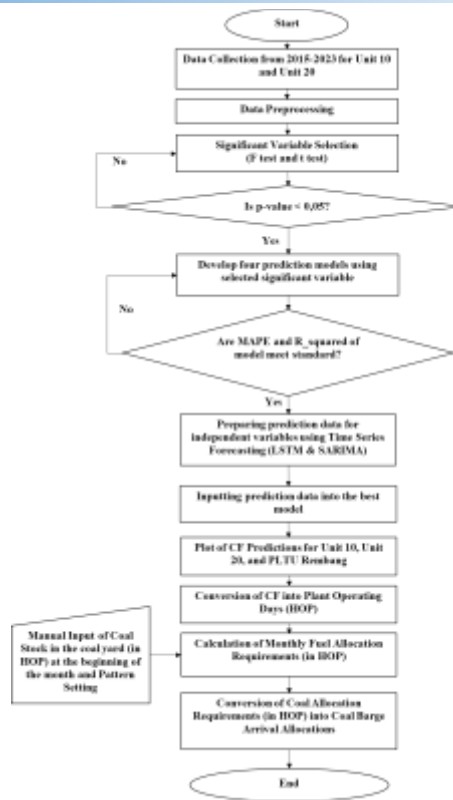 Start
Data Collection from 2015-2023 for Unit 10
and Unit 20
Data Preprocessing
Significant Variable Selection
(F test and t test)
No
Is p-value < 0,05?
Yes
Develop four prediction models using
selected significant variable
No
Are MAPE and R_squared of
model meet standard?
Yes
Preparing prediction data for
independent variables using Time Series
Forecasting (LSTM & SARIMA)
Inputting prediction data into the best
model
Plot of CF Predictions for Unit 10, Unit
20, and PLTU Rembang
Conversion of CF into Plant Operating
Days (HOP)
Manual Input of Coal
Stock in the coal yard (in
HOP) at the beginning of
the month and Pattern
Setting
Calculation of Monthly Fuel Allocation
Requirements (in HOP)
Conversion of Coal Allocation
Requirements (in HOP) into Coal Barge
Arrival Allocations
End